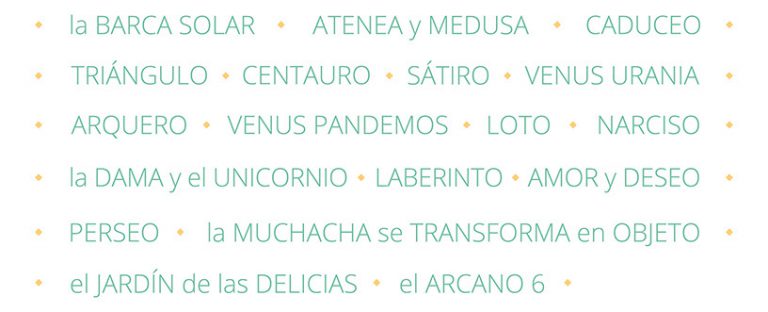 • la BARCA SOLAR • ATENEA y MEDUSA • CADUCEO •
• TRIÁNGULO • CENTAURO • SÁTIRO • VENUS URANIA •
• ARQUERO • VENUS PANDEMOS • LOTO • NARCISO •
• la DAMA y el UNICORNIO • LABERINTO • AMOR y DESEO •
• PERSEO • la MUCHACHA se TRANSFORMA en OBJETO •
• el JARDÍN de las DELICIAS • el ARCANO 6 •